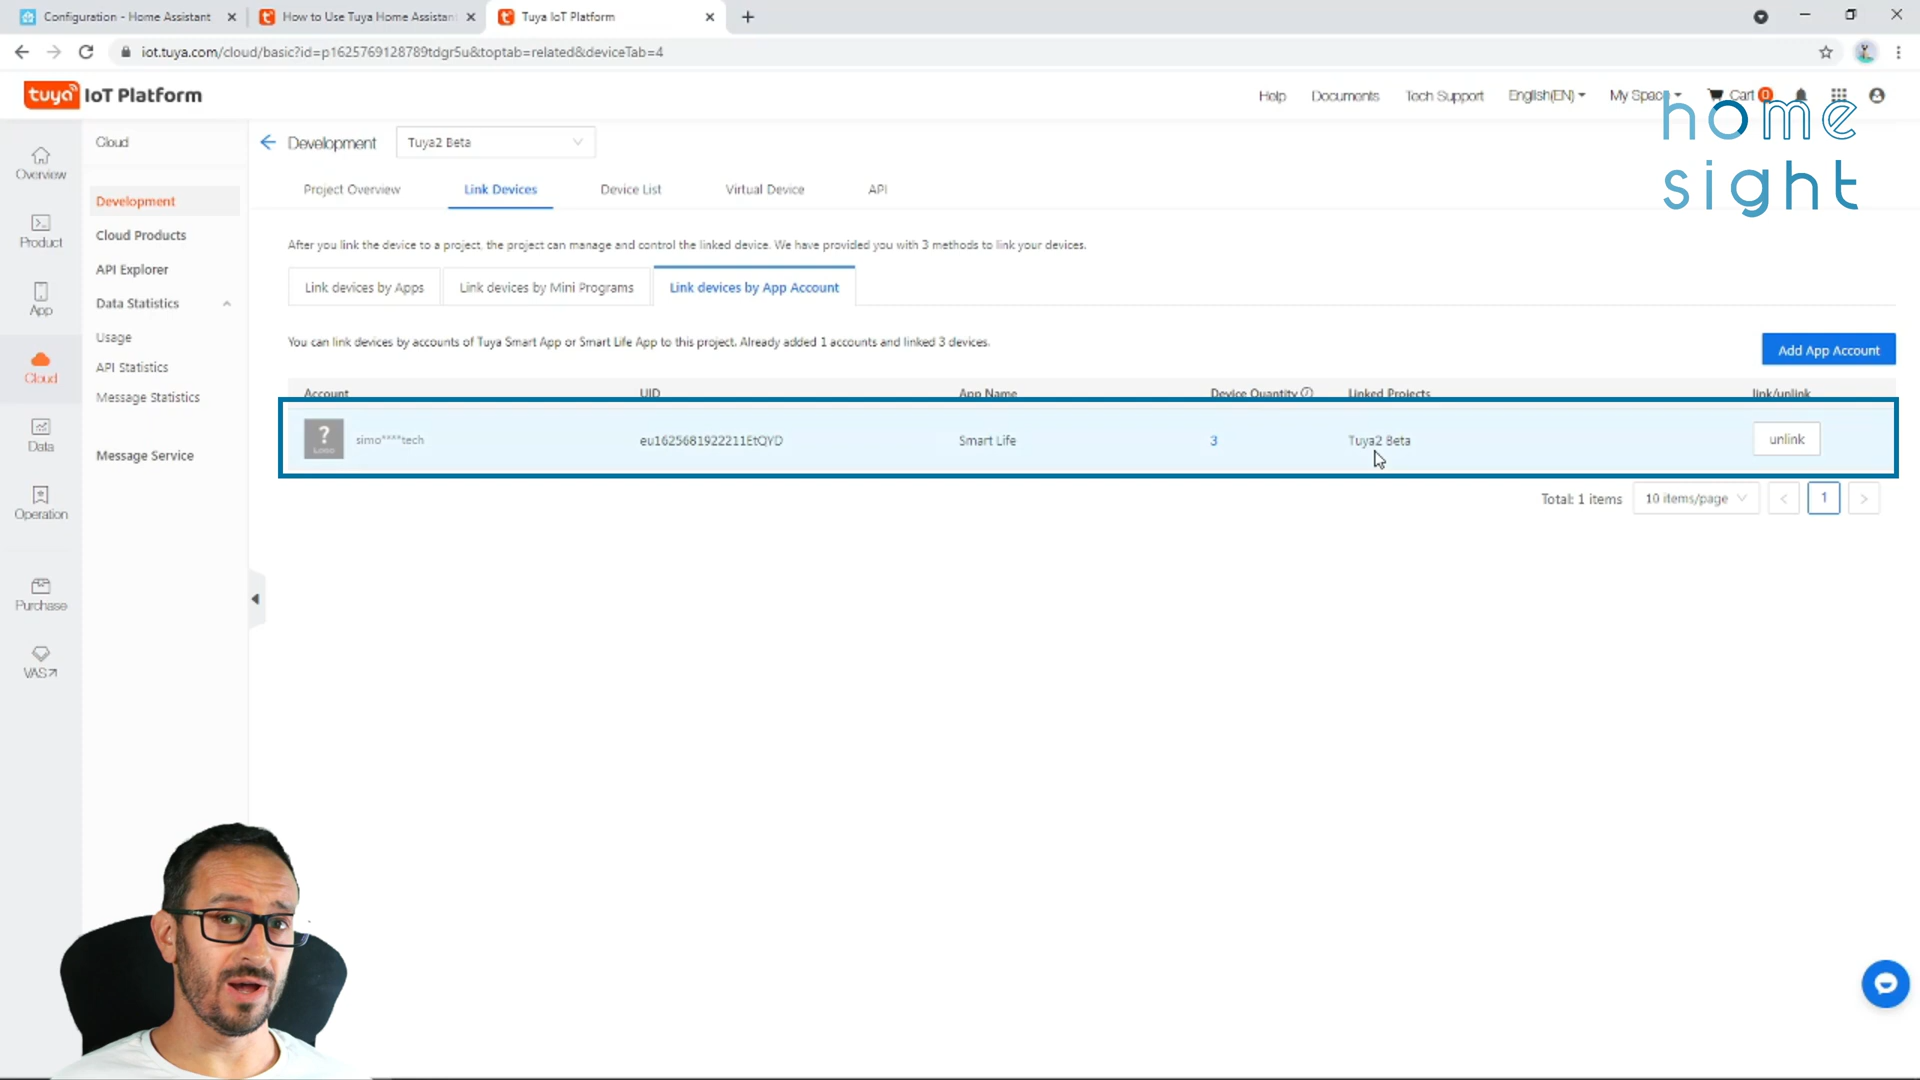 Configuration - Home Assistant
How to Use Tuya Home Assistant
Tuya IoT Platform
iot.tuya.com/cloud/basic?id=p1625769128789tdgr5u&toptab=related&deviceTab=4
tuya IoT Platform
Help
Documents
Tech Support
English(EN)
My Space
Cart 0
home
sight
Overview
Product
App
Cloud
Data
Operation
Purchase
VAS
Cloud
Development
Cloud Products
API Explorer
Data Statistics
Usage
API Statistics
Message Statistics
Message Service
Development
Tuya2 Beta
Project Overview
Link Devices
Device List
Virtual Device
API
After you link the device to a project, the project can manage and control the linked device. We have provided you with 3 methods to link your devices.
Link devices by Apps
Link devices by Mini Programs
Link devices by App Account
You can link devices by accounts of Tuya Smart App or Smart Life App to this project. Already added 1 accounts and linked 3 devices.
Add App Account
Account UID App Name Device Quantity Linked Projects link/unlink
? Logo simo****tech eu1625681922211EtQYD Smart Life 3 Tuya2 Beta unlink
Total: 1 items 10 items/page < 1 >